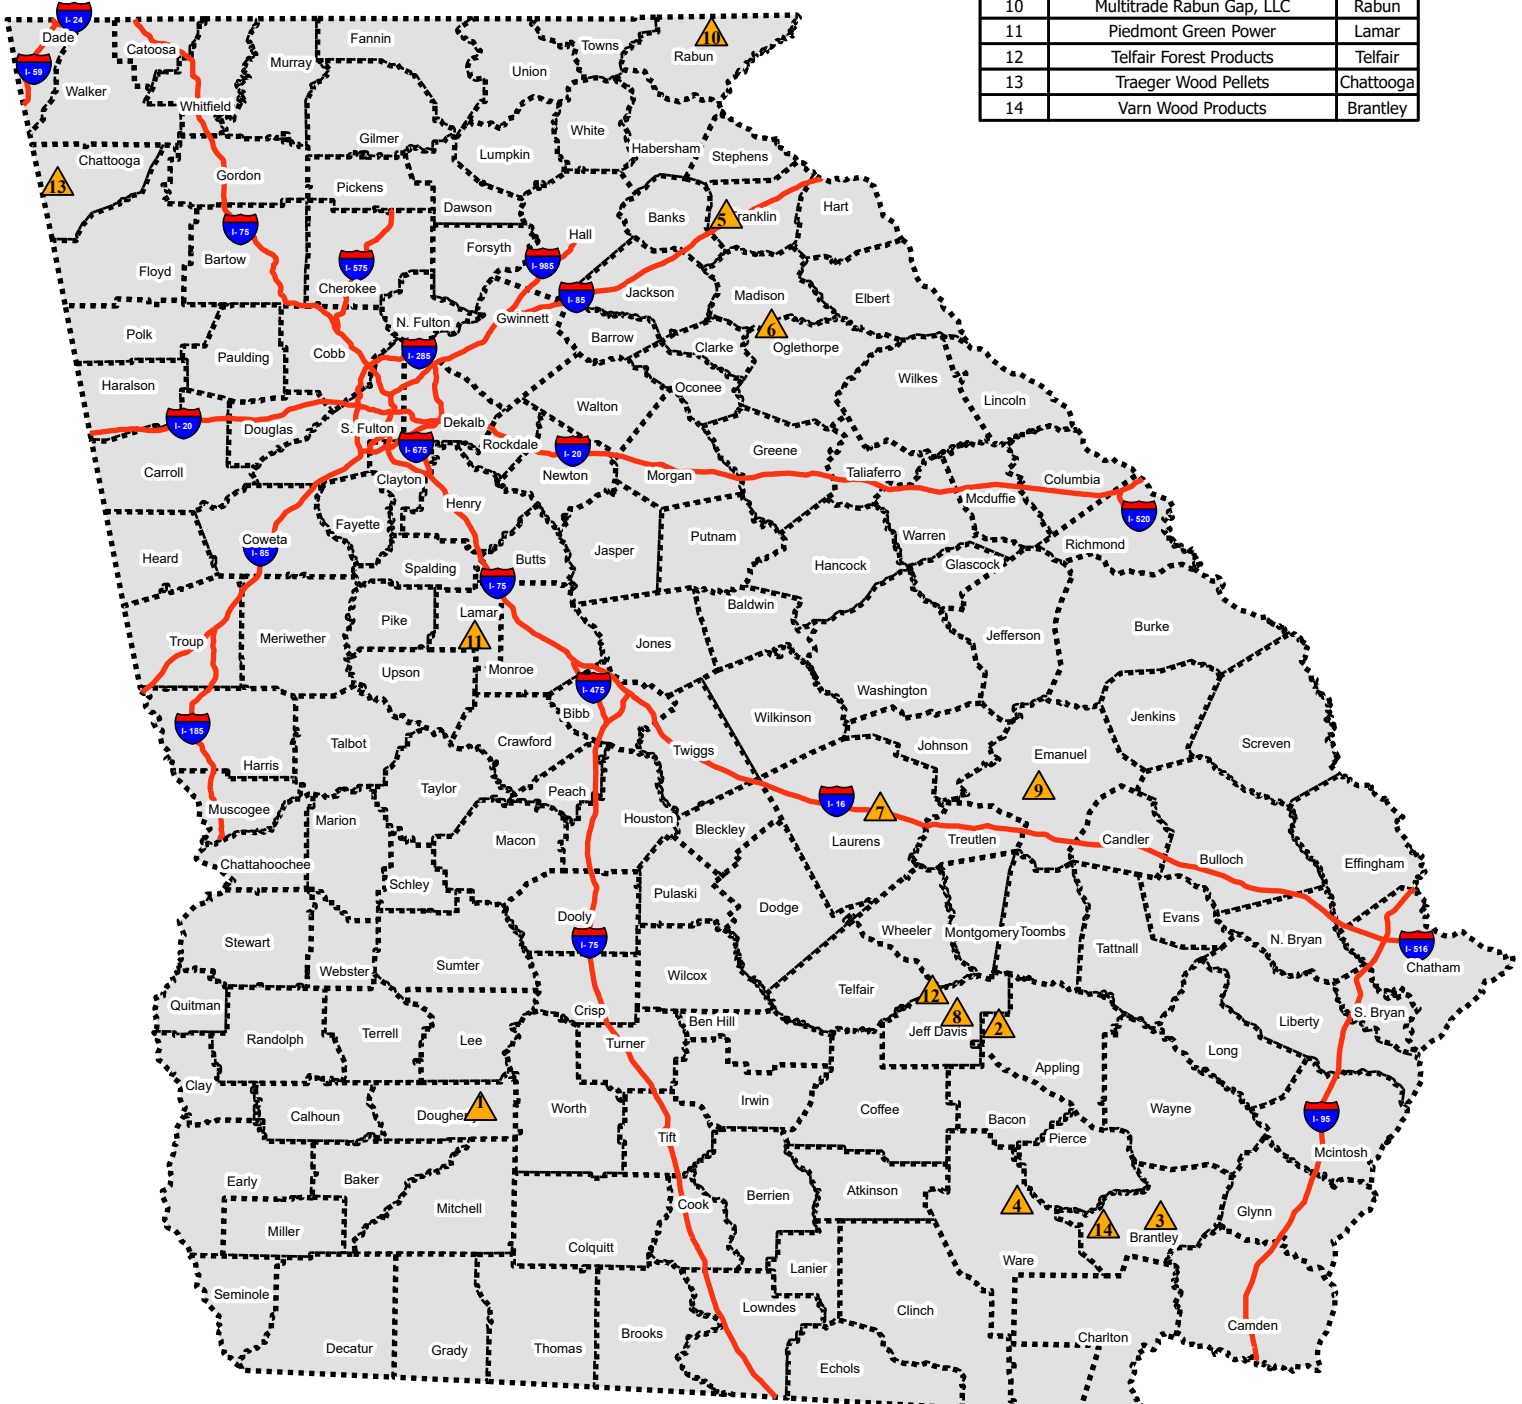 10 Multitrade Rabun Gap, LLC Rabun
11 Piedmont Green Power Lamar
12 Telfair Forest Products Telfair
13 Traeger Wood Pellets Chattooga
14 Varn Wood Products Brantley
I- 24
Dade
Catoosa
Fannin
Towns
10
Rabun
I- 59
Walker
Murray
Union
Whitfield
Gilmer
White
Habersham
Stephens
Chattooga
Lumpkin
13
Gordon
Pickens
Dawson
Banks
5
Franklin
Hart
I- 75
Forsyth
Hall
Floyd
Bartow
I- 575
Cherokee
I- 985
I- 85
Jackson
Madison
Elbert
N. Fulton
Gwinnett
6
Polk
Paulding
Cobb
I- 285
Barrow
Clarke
Oglethorpe
Haralson
Oconee
Wilkes
Lincoln
I- 20
Douglas
S. Fulton
Dekalb
Walton
I- 675
Rockdale
I- 20
Greene
Carroll
Clayton
Newton
Morgan
Taliaferro
Columbia
Henry
Mcduffie
I- 520
Coweta
I- 85
Fayette
Putnam
Warren
Richmond
Heard
Spalding
Butts
Jasper
Hancock
Glascock
I- 75
Troup
Meriwether
Pike
Lamar
11
Baldwin
Jefferson
Burke
Upson
Monroe
Jones
I- 475
Washington
I- 185
Talbot
Bibb
Wilkinson
Jenkins
Harris
Crawford
Twiggs
Johnson
Emanuel
Screven
Muscogee
Taylor
Peach
9
Marion
Houston
I- 16
7
Macon
Bleckley
Laurens
Treutlen
Candler
Bulloch
Effingham
Chattahoochee
Schley
Pulaski
Dodge
Stewart
Dooly
Wheeler
Montgomery
Toombs
Evans
I- 75
Tattnall
N. Bryan
I- 516
Chatham
Webster
Sumter
Wilcox
Telfair
12
Quitman
Crisp
Ben Hill
8
2
Liberty
S. Bryan
Randolph
Terrell
Lee
Turner
Jeff Davis
Long
Clay
Calhoun
Dougherty
1
Worth
Irwin
Coffee
Appling
Wayne
I- 95
Tift
Bacon
Pierce
Mcintosh
Early
Baker
Mitchell
Cook
Berrien
Atkinson
4
Glynn
Miller
14
3
Brantley
Colquitt
Lanier
Ware
Seminole
Lowndes
Clinch
Camden
Decatur
Grady
Thomas
Brooks
Echols
Charlton